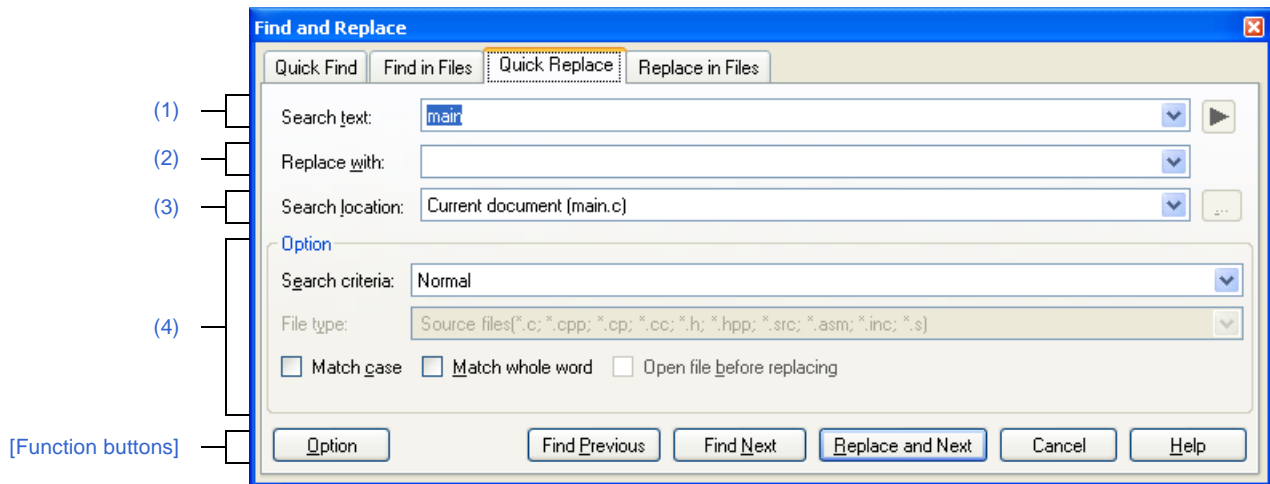 Find and Replace
Quick Find Find in Files Quick Replace Replace in Files
(1) Search text: main
(2) Replace with:
(3) Search location: Current document (main.c) ...
Option
Search criteria: Normal
(4) File type: Source files(*.c; *.cpp; *.cp; *.cc; *.h; *.hpp; *.src; *.asm; *.inc; *.s)
Match case Match whole word Open file before replacing
[Function buttons] Option Find Previous Find Next Replace and Next Cancel Help